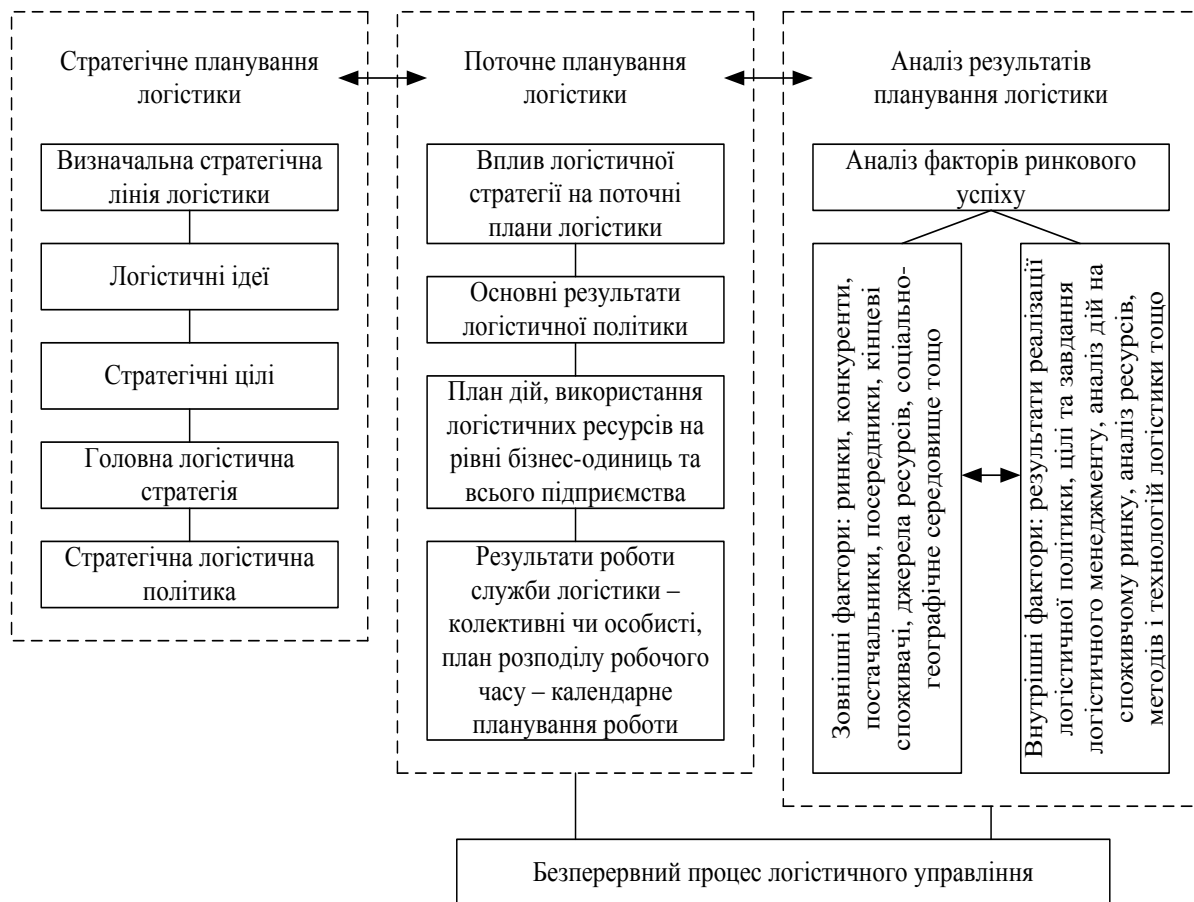 Стратегічне планування
логістики
Визначальна стратегічна
лінія логістики
Логістичні ідеї
Стратегічні цілі
Головна логістична
стратегія
Стратегічна логістична
політика
Поточне планування
логістики
Вплив логістичної
стратегії на поточні
плани логістики
Основні результати
логістичної політики
План дій, використання
логістичних ресурсів на
рівні бізнес-одиниць та
всього підприємства
Результати роботи
служби логістики –
колективні чи особисті,
план розподілу робочого
часу – календарне
планування роботи
Аналіз результатів
планування логістики
Аналіз факторів ринкового
успіху
Зовнішні фактори: ринки, конкуренти,
постачальники, посередники, кінцеві
споживачі, джерела ресурсів, соціально-
географічне середовище тощо
Внутрішні фактори: результати реалізації
логістичної політики, цілі та завдання
логістичного менеджменту, аналіз дій на
споживчому ринку, аналіз ресурсів,
методів і технологій логістики тощо
Безперервний процес логістичного управління